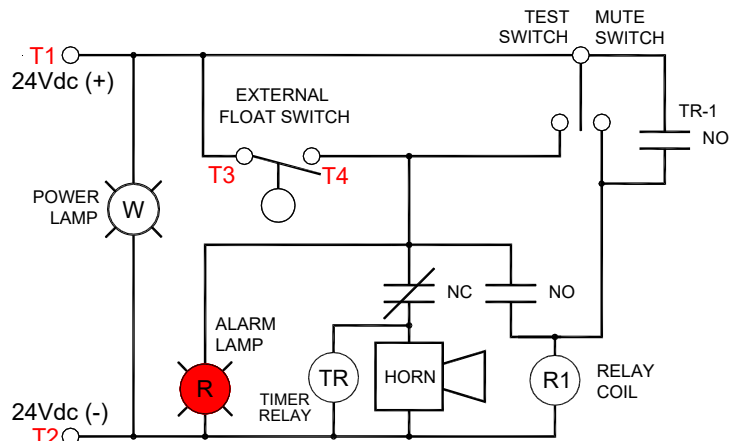 TEST SWITCH
MUTE SWITCH
T1
24Vdc (+)
EXTERNAL
FLOAT SWITCH
TR-1
NO
T3
T4
POWER
LAMP
W
NC
NO
ALARM
LAMP
R
TR
TIMER
RELAY
HORN
R1
RELAY
COIL
24Vdc (-)
T2